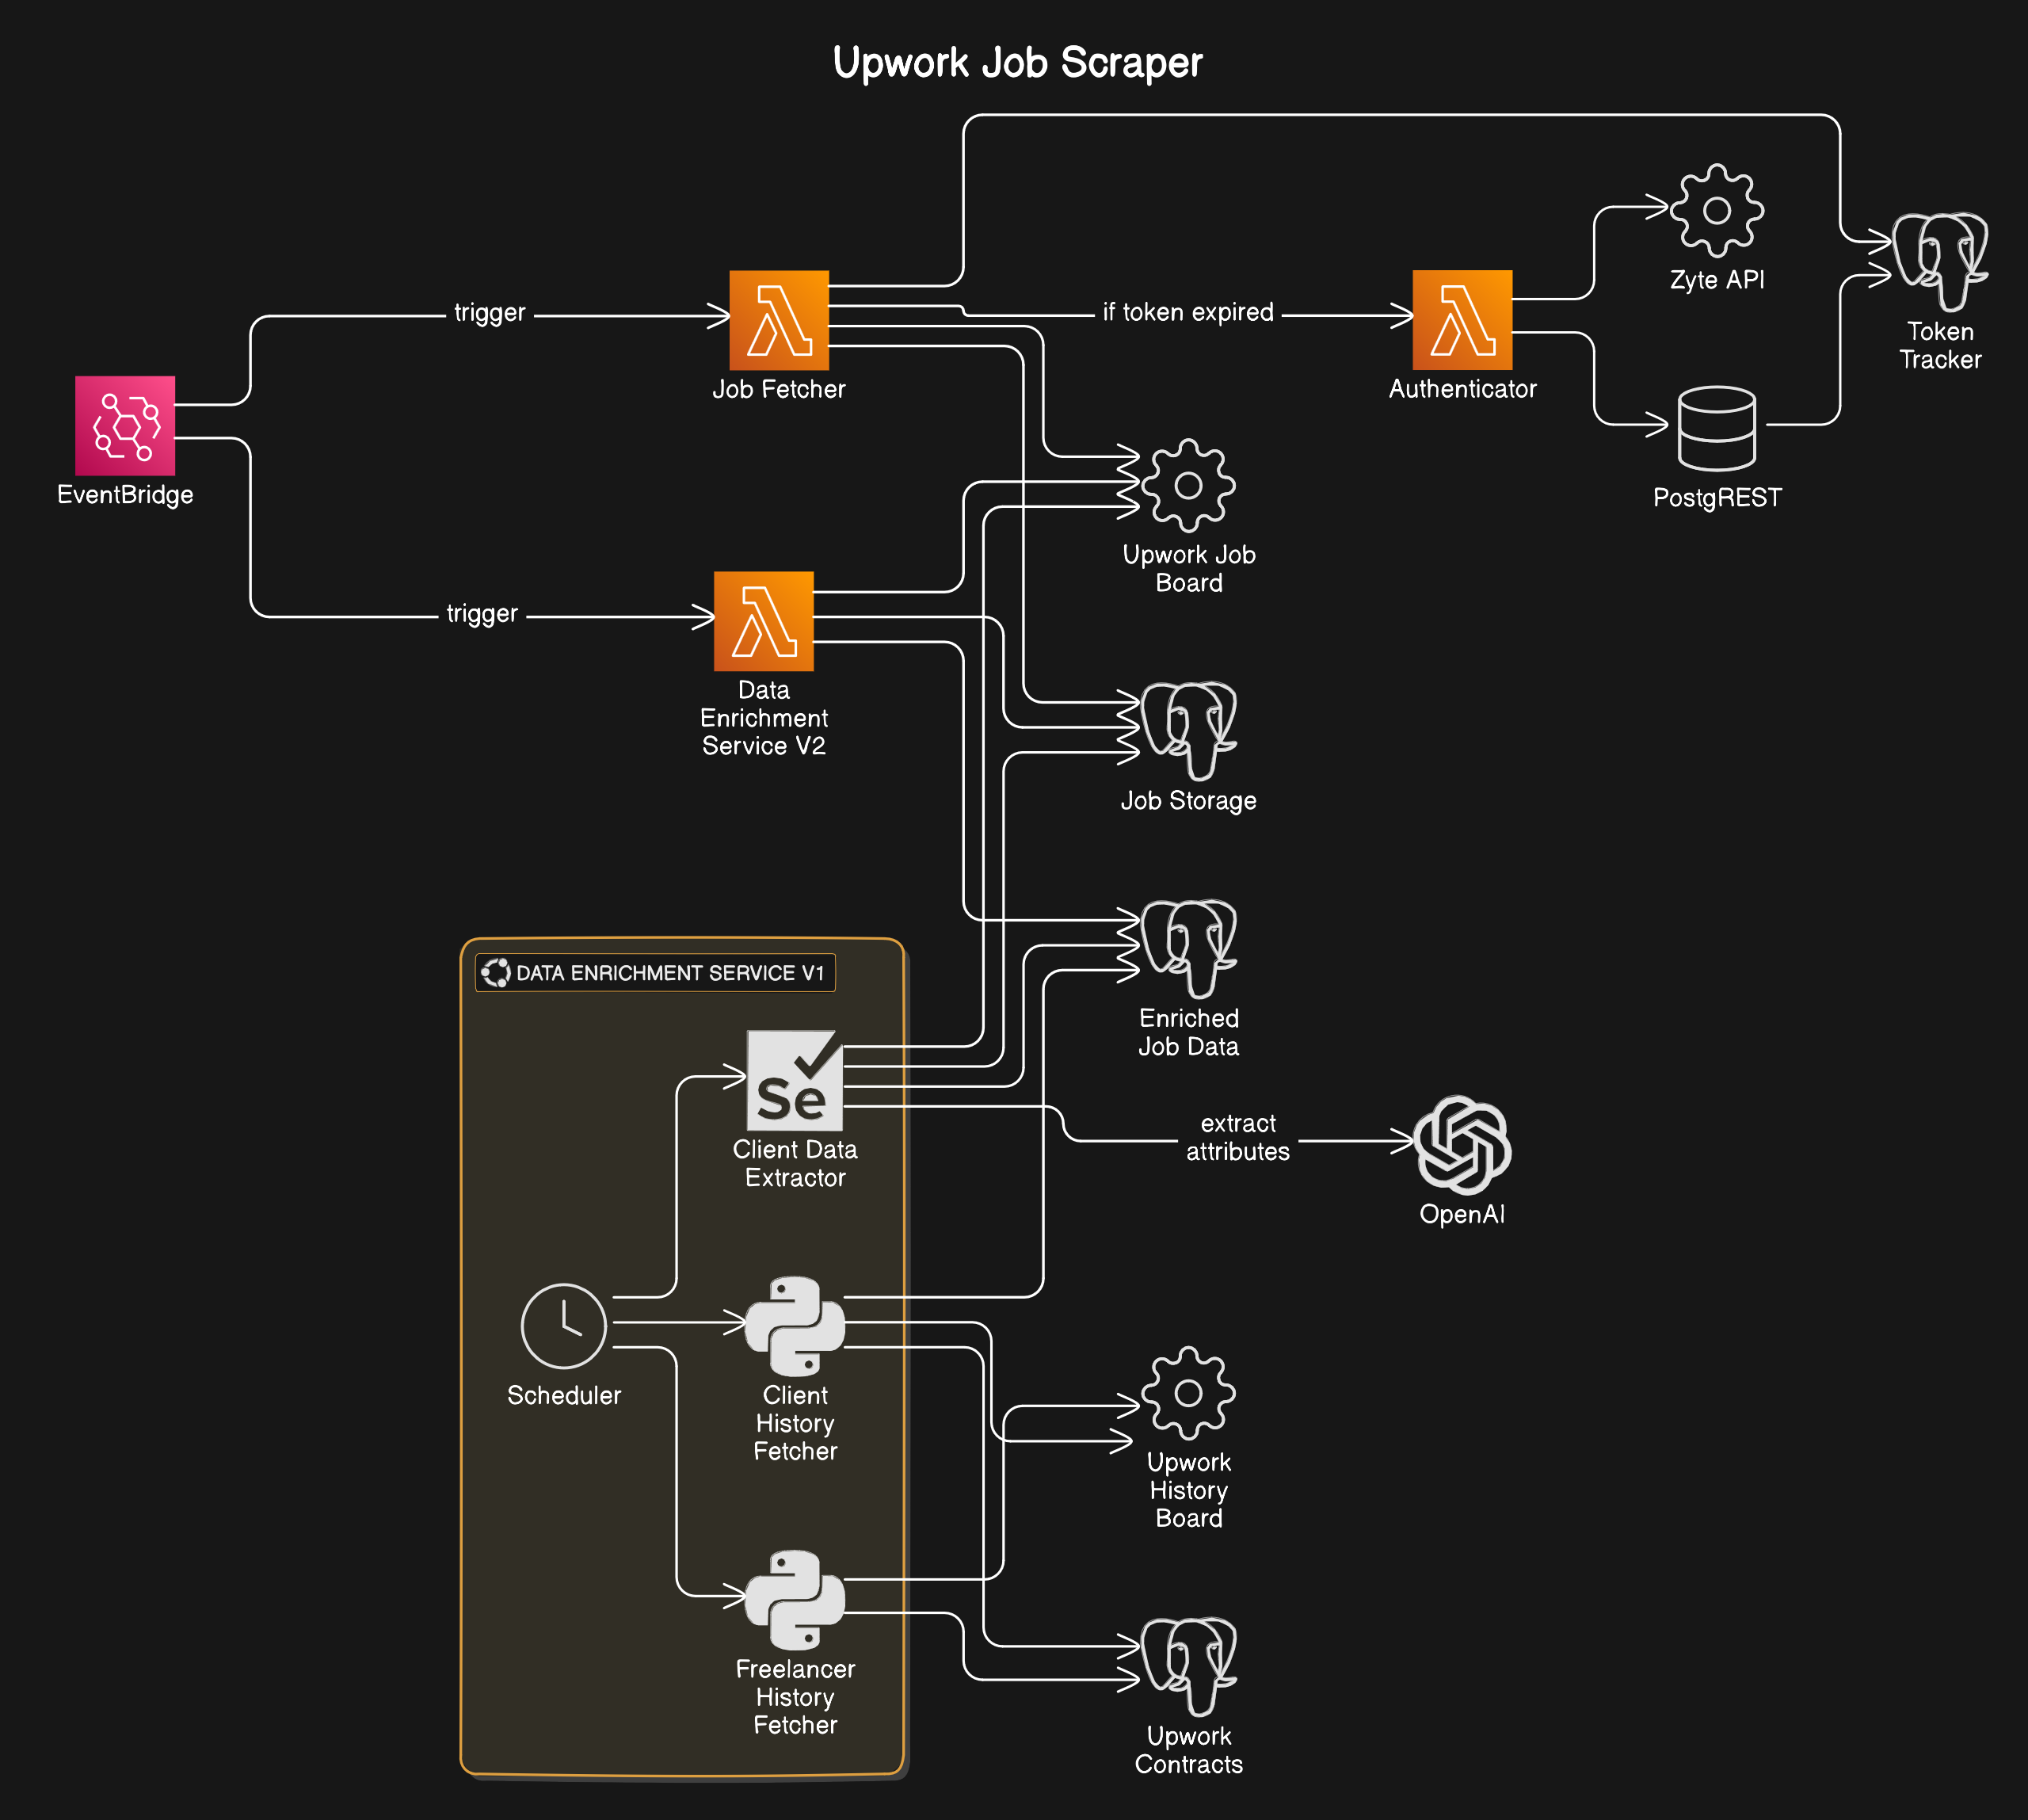 Upwork Job Scraper
Zyte API
trigger
if token expired
Token
Tracker
Job Fetcher
Authenticator
EventBridge
PostgREST
Upwork Job
Board
trigger
Data
Enrichment
Service V2
Job Storage
DATA ENRICHMENT SERVICE V1
Enriched
Job Data
Se
Client Data
Extractor
extract
attributes
OpenAI
Scheduler
Client
History
Fetcher
Upwork
History
Board
Freelancer
History
Fetcher
Upwork
Contracts